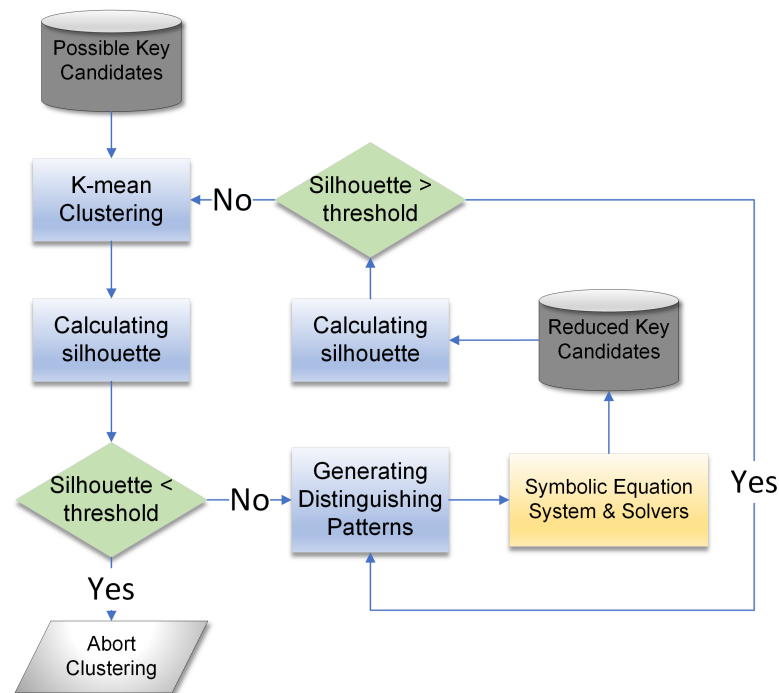 Possible Key
Candidates
K-mean
Clustering
No
Silhouette >
threshold
Calculating
silhouette
Calculating
silhouette
Reduced Key
Candidates
Silhouette <
threshold
No
Generating
Distinguishing
Patterns
Symbolic Equation
System & Solvers
Yes
Yes
Abort
Clustering